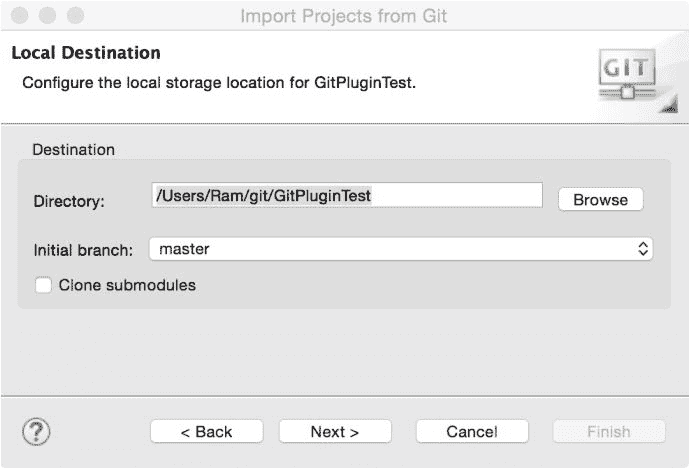 Import Projects from Git
Local Destination
Configure the local storage location for GitPluginTest.
GIT
Destination
Directory: /Users/Ram/git/GitPluginTest Browse
Initial branch: master
Clone submodules
? < Back Next > Cancel Finish